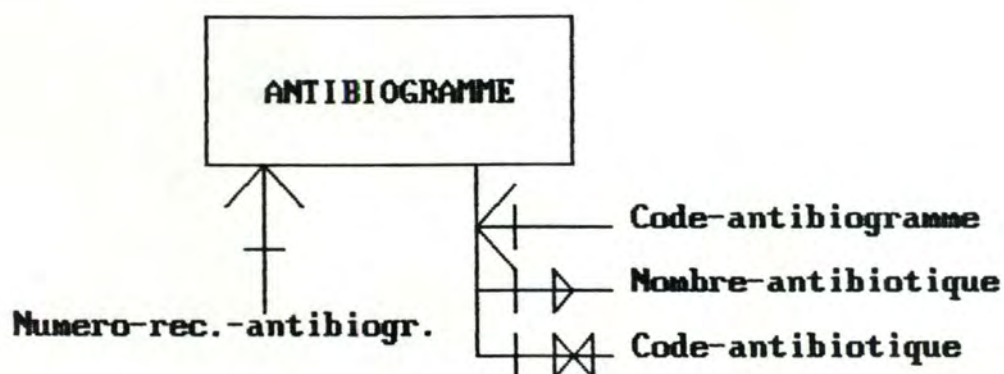 ANTIBIOGRAMME
Code-antibiogramme
Nombre-antibiotique
Numero-rec.-antibiogr.
Code-antibiotique